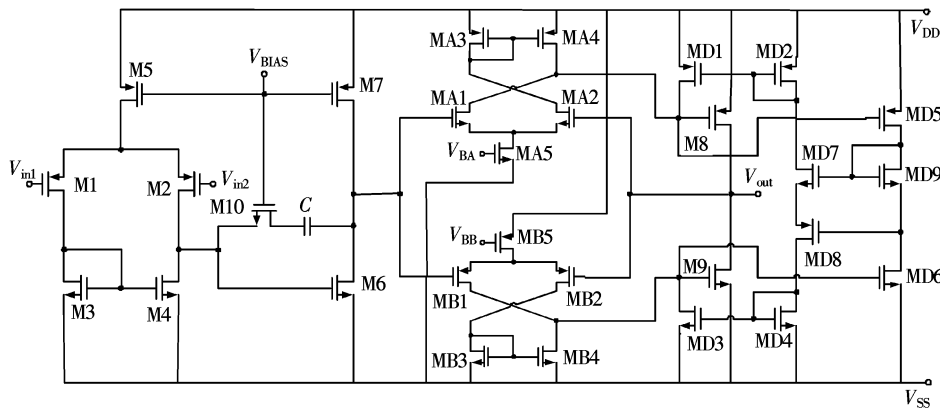 V_DD
MA3
MA4
MD1
MD2
V_BIAS
M5
M7
MA1
MA2
MD5
M8
V_BA
MA5
MD7
MD9
V_in1
M1
M2
V_in2
V_out
M10
C
V_BB
MB5
MD8
M9
M3
M4
M6
MB1
MB2
MD6
MD3
MD4
MB3
MB4
V_SS